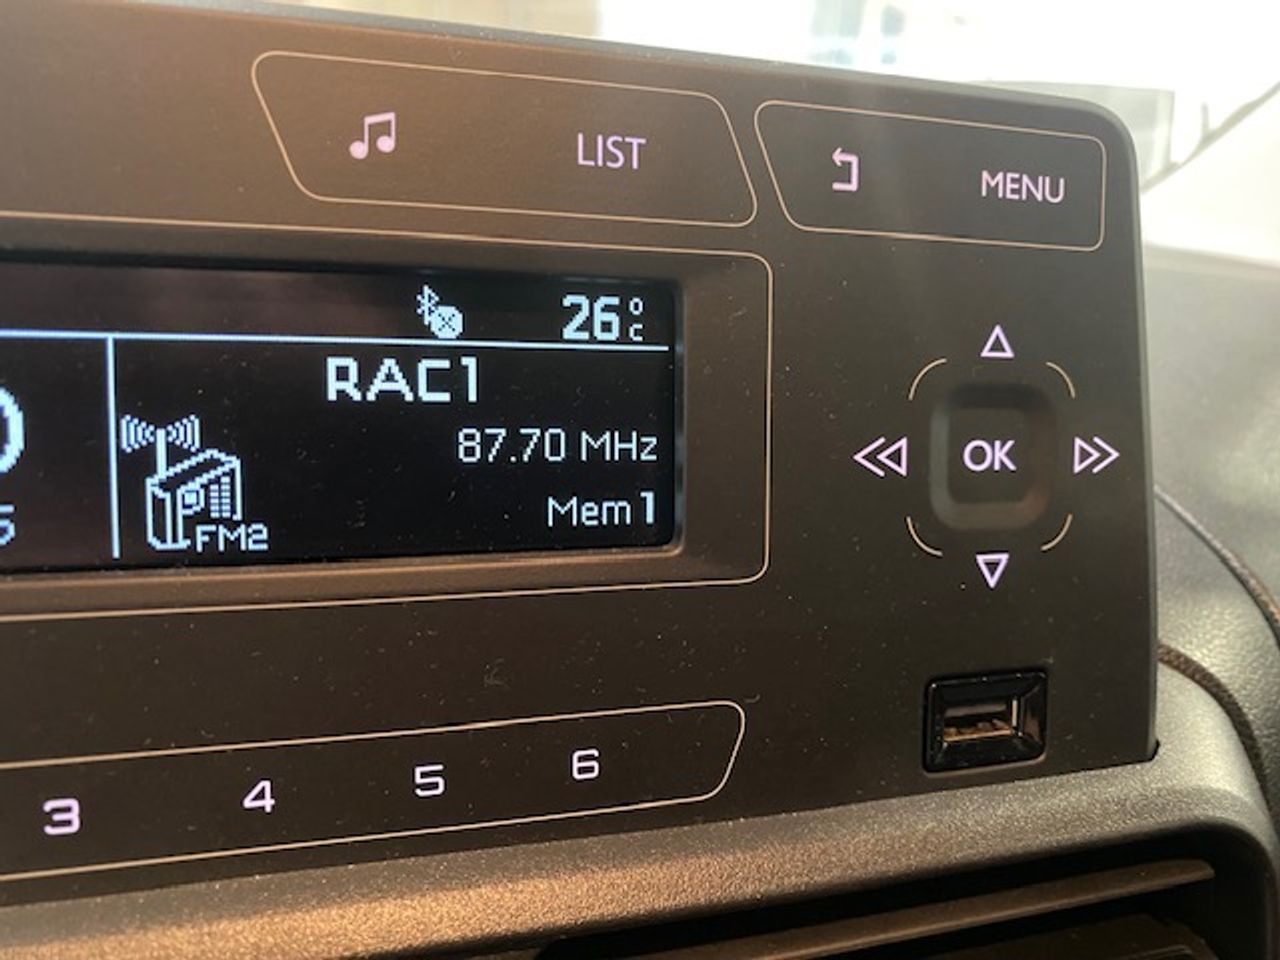 LIST
MENU
26°C
RAC1
87.70 MHz
Mem 1
FM2
OK
3 4 5 6